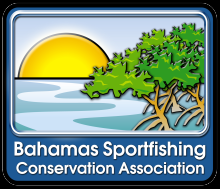 Bahamas Sportfishing
Conservation Association